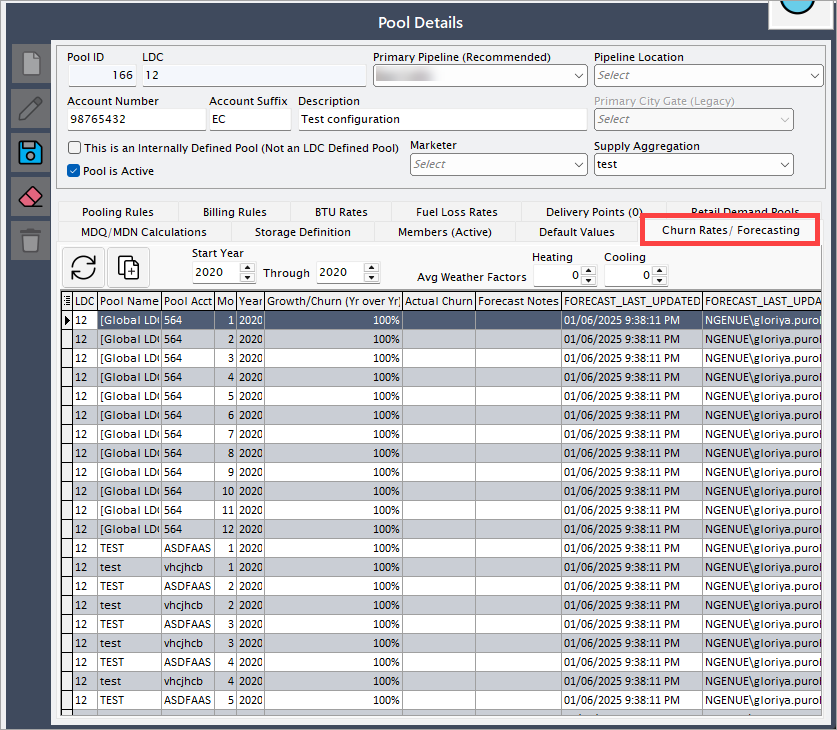 Pool Details
Pool ID LDC Primary Pipeline (Recommended) Pipeline Location
166 12 Select
Account Number Account Suffix Description Primary City Gate (Legacy)
98765432 EC Test configuration Select
This is an Internally Defined Pool (Not an LDC Defined Pool) Marketer Supply Aggregation
Pool is Active Select test
Pooling Rules Billing Rules BTU Rates Fuel Loss Rates Delivery Points (0) Retail Demand Pools
MDQ/MDN Calculations Storage Definition Members (Active) Default Values Churn Rates/ Forecasting
Start Year Heating Cooling
2020 Through 2020 Avg Weather Factors 0 0
LDC Pool Name Pool Acct Mo Year Growth/Churn (Yr over Yr) Actual Churn Forecast Notes FORECAST_LAST_UPDATED FORECAST_LAST_UPDA
12 [Global LD 564 1 2020 100% 01/06/2025 9:38:11 PM NGENUE\gloriya.purol
12 [Global LD 564 2 2020 100% 01/06/2025 9:38:11 PM NGENUE\gloriya.purol
12 [Global LD 564 3 2020 100% 01/06/2025 9:38:11 PM NGENUE\gloriya.purol
12 [Global LD 564 4 2020 100% 01/06/2025 9:38:11 PM NGENUE\gloriya.purol
12 [Global LD 564 5 2020 100% 01/06/2025 9:38:11 PM NGENUE\gloriya.purol
12 [Global LD 564 6 2020 100% 01/06/2025 9:38:11 PM NGENUE\gloriya.purol
12 [Global LD 564 7 2020 100% 01/06/2025 9:38:11 PM NGENUE\gloriya.purol
12 [Global LD 564 8 2020 100% 01/06/2025 9:38:11 PM NGENUE\gloriya.purol
12 [Global LD 564 9 2020 100% 01/06/2025 9:38:11 PM NGENUE\gloriya.purol
12 [Global LD 564 10 2020 100% 01/06/2025 9:38:11 PM NGENUE\gloriya.purol
12 [Global LD 564 11 2020 100% 01/06/2025 9:38:11 PM NGENUE\gloriya.purol
12 [Global LD 564 12 2020 100% 01/06/2025 9:38:11 PM NGENUE\gloriya.purol
12 TEST ASDFAAS 1 2020 100% 01/06/2025 9:38:11 PM NGENUE\gloriya.purol
12 test vhcjhcb 1 2020 100% 01/06/2025 9:38:11 PM NGENUE\gloriya.purol
12 TEST ASDFAAS 2 2020 100% 01/06/2025 9:38:11 PM NGENUE\gloriya.purol
12 test vhcjhcb 2 2020 100% 01/06/2025 9:38:11 PM NGENUE\gloriya.purol
12 TEST ASDFAAS 3 2020 100% 01/06/2025 9:38:11 PM NGENUE\gloriya.purol
12 test vhcjhcb 3 2020 100% 01/06/2025 9:38:11 PM NGENUE\gloriya.purol
12 TEST ASDFAAS 4 2020 100% 01/06/2025 9:38:11 PM NGENUE\gloriya.purol
12 test vhcjhcb 4 2020 100% 01/06/2025 9:38:11 PM NGENUE\gloriya.purol
12 TEST ASDFAAS 5 2020 100% 01/06/2025 9:38:11 PM NGENUE\gloriya.purol